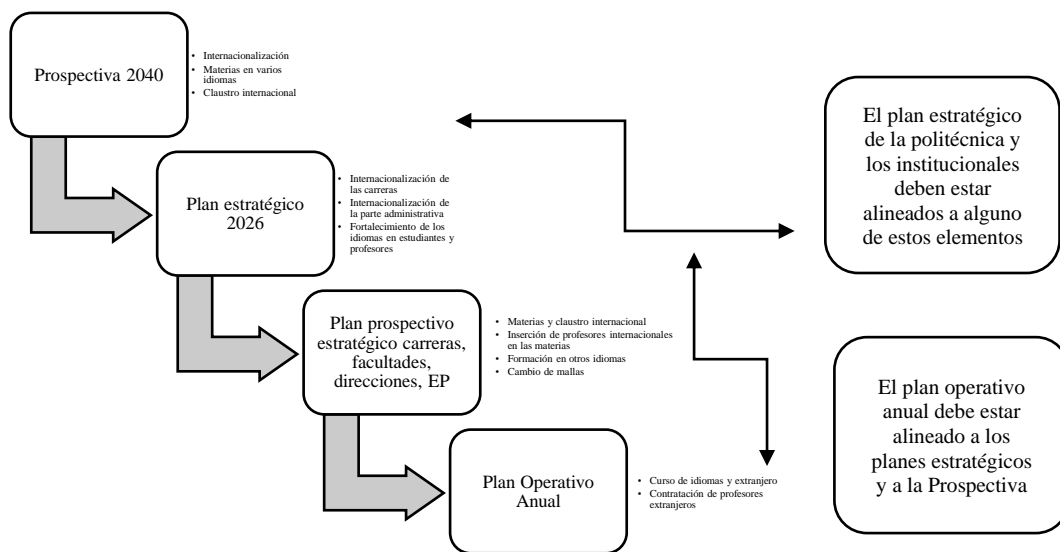 Prospectiva 2040
• Internacionalización
• Materias en varios
idiomas
• Claustro internacional
Plan estratégico
2026
• Internacionalización de
las carreras
• Internacionalización de
la parte administrativa
• Fortalecimiento de los
idiomas en estudiantes y
profesores
Plan prospectivo
estratégico carreras,
facultades,
direcciones, EP
• Materias y claustro internacional
• Inserción de profesores internacionales
en las materias
• Formación en otros idiomas
• Cambio de mallas
Plan Operativo
Anual
• Curso de idiomas y extranjero
• Contratación de profesores
extranjeros
El plan estratégico
de la politécnica y
los institucionales
deben estar
alineados a alguno
de estos elementos
El plan operativo
anual debe estar
alineado a los
planes estratégicos
y a la Prospectiva